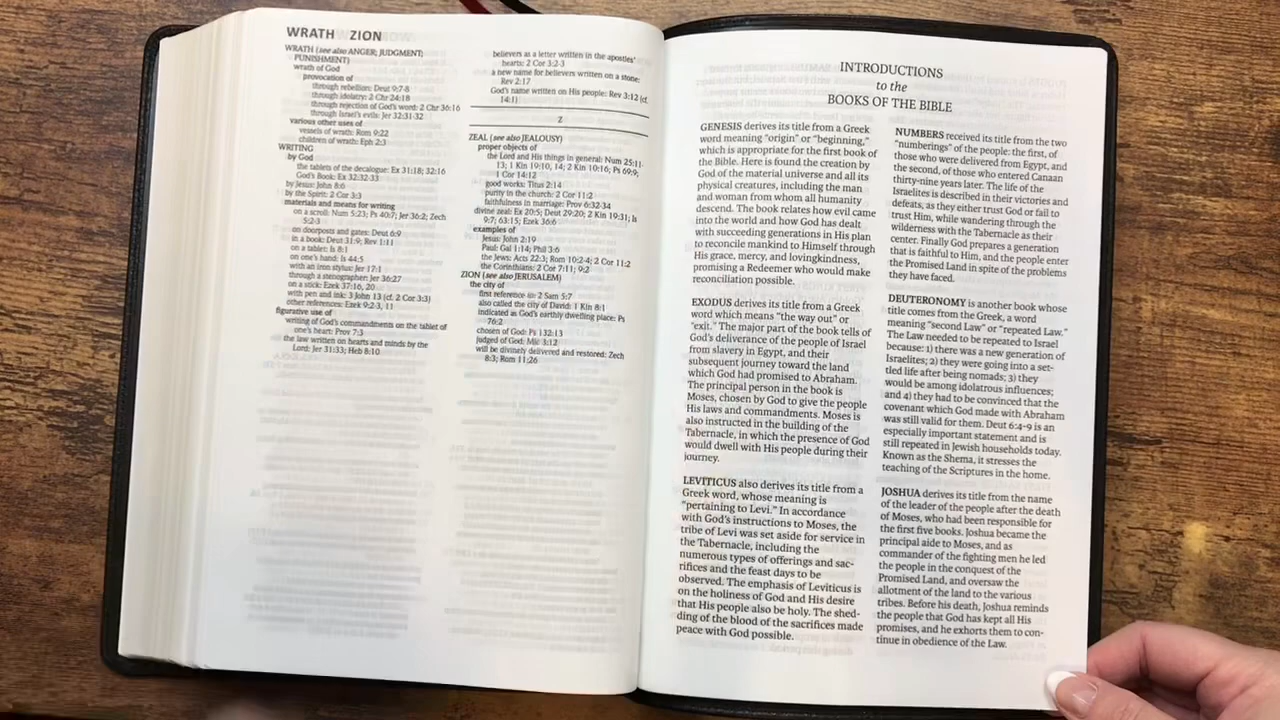 WRATH ZION
WRATH (see also ANGER; JUDGMENT;
PUNISHMENT)
wrath of God
provocation of
through rebellion: Deut 9:7-8
through idolatry: 2 Chr 24:18
through rejection of God's word: 2 Chr 36:16
through Israel's evils: Jer 32:31-32
various other uses of
vessels of wrath: Rom 9:22
children of wrath: Eph 2:3
WRITING
by God
the tablets of the decalogue: Ex 31:18; 32:16
God's Book: Ex 32:32-33
by Jesus: John 8:6
by the Spirit: 2 Cor 3:3
materials and means for writing
on a scroll: Num 5:23; Ps 40:7; Jer 36:2; Zech
5:2-3
on doorposts and gates: Deut 6:9
in a book: Deut 31:9; Rev 1:11
on a tablet: Is 8:1
on one's hand: Is 44:5
with an iron stylus: Jer 17:1
through a stenographer: Jer 36:27
on a stick: Ezek 37:16, 20
with pen and ink: 3 John 13 (cf. 2 Cor 3:3)
other references: Ezek 9:2-3, 11
figurative use of
writing of God's commandments on the tablet of
one's heart: Prov 7:3
the law written on hearts and minds by the
Lord: Jer 31:33; Heb 8:10
believers as a letter written in the apostles'
hearts: 2 Cor 3:2-3
a new name for believers written on a stone:
Rev 2:17
God's name written on His people: Rev 3:12 (cf.
14:1)
Z
ZEAL (see also JEALOUSY)
proper objects of
the Lord and His things in general: Num 25:11-
13; 1 Kin 19:10, 14; 2 Kin 10:16; Ps 69:9;
1 Cor 14:12
good works: Titus 2:14
purity in the church: 2 Cor 11:2
faithfulness in marriage: Prov 6:32-34
divine zeal: Ex 20:5; Deut 29:20; 2 Kin 19:31; Is
9:7; 63:15; Ezek 36:6
examples of
Jesus: John 2:19
Paul: Gal 1:14; Phil 3:6
the Jews: Acts 22:3; Rom 10:2-4; 2 Cor 11:2
the Corinthians: 2 Cor 7:11; 9:2
ZION (see also JERUSALEM)
the city of
first reference to: 2 Sam 5:7
also called the city of David: 1 Kin 8:1
indicated as God's earthly dwelling place: Ps
76:2
chosen of God: Ps 132:13
judged of God: Mic 3:12
will be divinely delivered and restored: Zech
8:3; Rom 11:26
INTRODUCTIONS
to the
BOOKS OF THE BIBLE
GENESIS derives its title from a Greek
word meaning "origin" or "beginning,"
which is appropriate for the first book of
the Bible. Here is found the creation by
God of the material universe and all its
physical creatures, including the man
and woman from whom all humanity
descend. The book relates how evil came
into the world and how God has dealt
with succeeding generations in His plan
to reconcile mankind to Himself through
His grace, mercy, and lovingkindness,
promising a Redeemer who would make
reconciliation possible.
EXODUS derives its title from a Greek
word which means "the way out" or
"exit." The major part of the book tells of
God's deliverance of the people of Israel
from slavery in Egypt, and their
subsequent journey toward the land
which God had promised to Abraham.
The principal person in the book is
Moses, chosen by God to give the people
His laws and commandments. Moses is
also instructed in the building of the
Tabernacle, in which the presence of God
would dwell with His people during their
journey.
LEVITICUS also derives its title from a
Greek word, whose meaning is
"pertaining to Levi." In accordance
with God's instructions to Moses, the
tribe of Levi was set aside for service in
the Tabernacle, including the
numerous types of offerings and sac-
rifices and the feast days to be
observed. The emphasis of Leviticus is
on the holiness of God and His desire
that His people also be holy. The shed-
ding of the blood of the sacrifices made
peace with God possible.
NUMBERS received its title from the two
"numberings" of the people: the first, of
those who were delivered from Egypt, and
the second, of those who entered Canaan
thirty-nine years later. The life of the
Israelites is described in their victories and
defeats, as they either trust God or fail to
trust Him, while wandering through the
wilderness with the Tabernacle as their
center. Finally God prepares a generation
that is faithful to Him, and the people enter
the Promised Land in spite of the problems
they have faced.
DEUTERONOMY is another book whose
title comes from the Greek, a word
meaning "second Law" or "repeated Law."
The Law needed to be repeated to Israel
because: 1) there was a new generation of
Israelites; 2) they were going into a set-
tled life after being nomads; 3) they
would be among idolatrous influences;
and 4) they had to be convinced that the
covenant which God made with Abraham
was still valid for them. Deut 6:4-9 is an
especially important statement and is
still repeated in Jewish households today.
Known as the Shema, it stresses the
teaching of the Scriptures in the home.
JOSHUA derives its title from the name
of the leader of the people after the death
of Moses, who had been responsible for
the first five books. Joshua became the
principal aide to Moses, and as
commander of the fighting men he led
the people in the conquest of the
Promised Land, and oversaw the
allotment of the land to the various
tribes. Before his death, Joshua reminds
the people that God has kept all His
promises, and he exhorts them to con-
tinue in obedience of the Law.